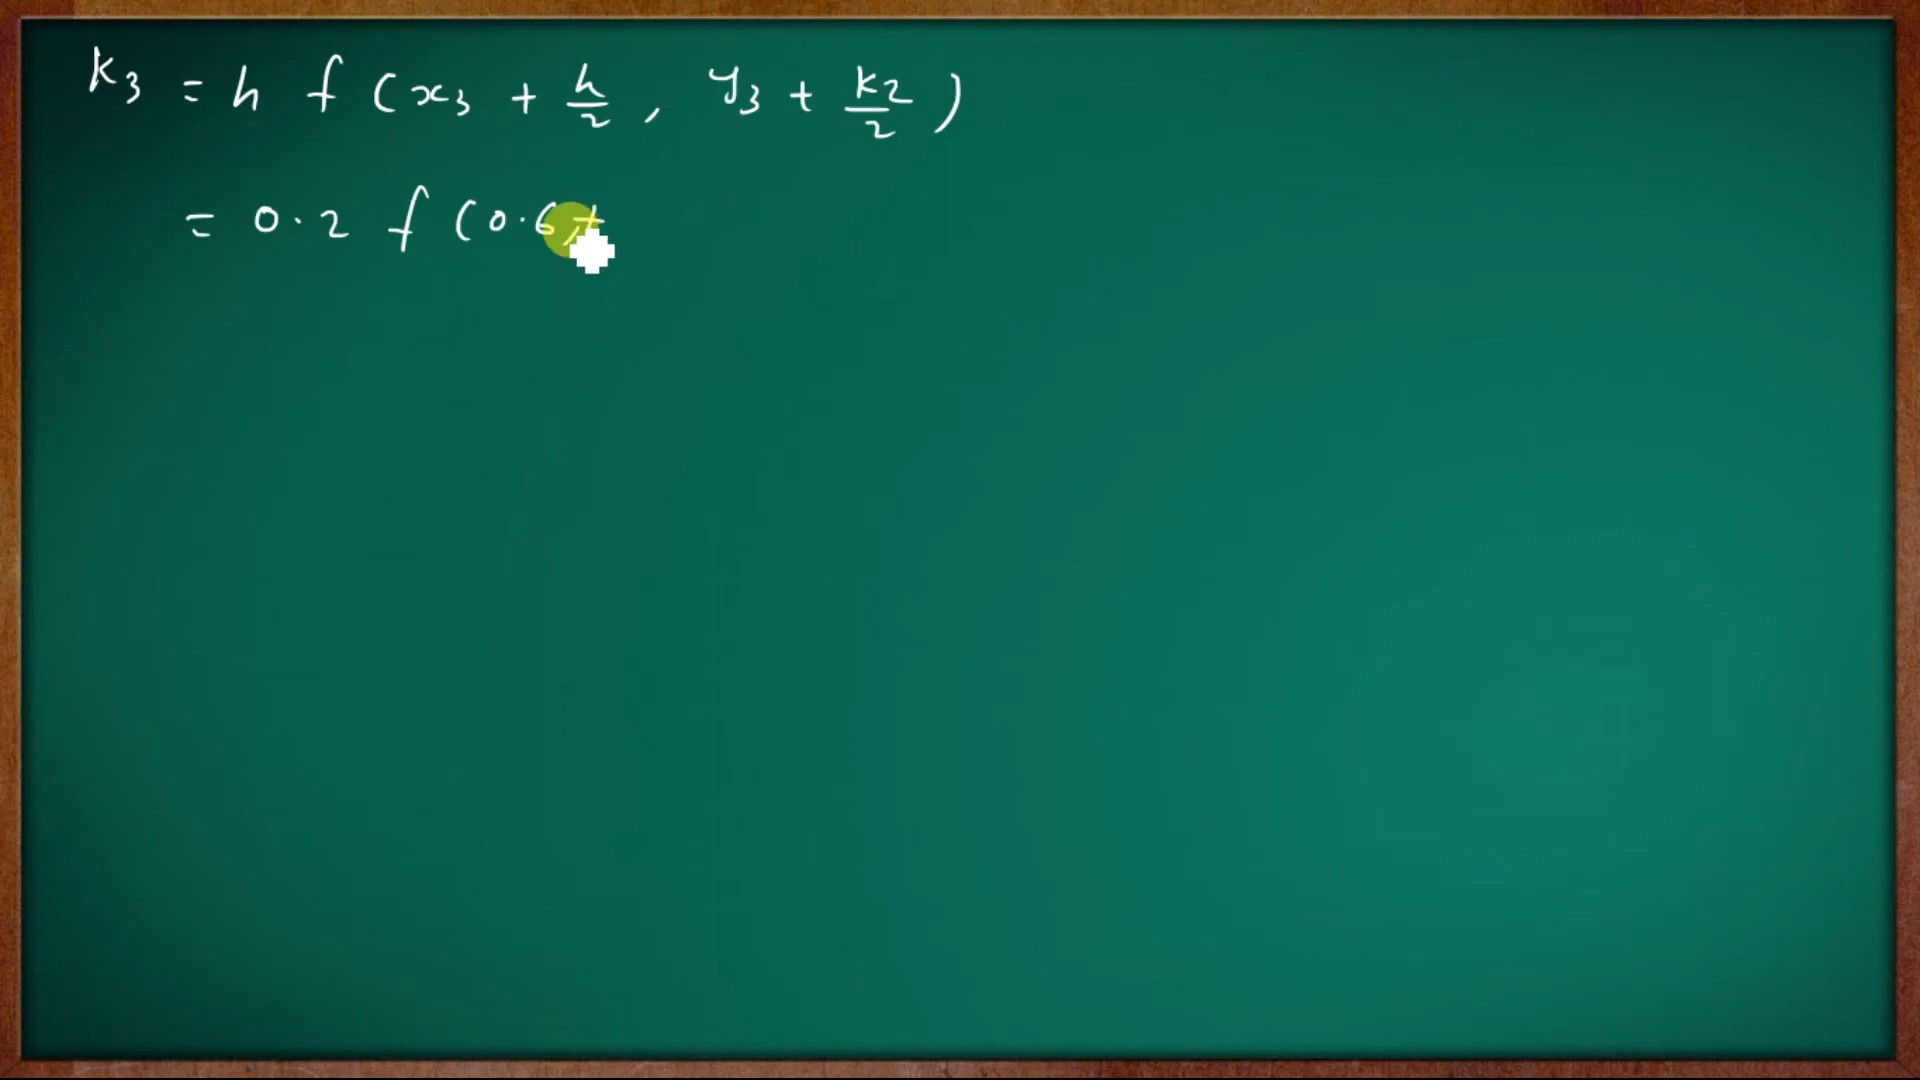 k3 = h f (x3 + h/2 , y3 + k2/2 )
= 0.2 f (0.6 +